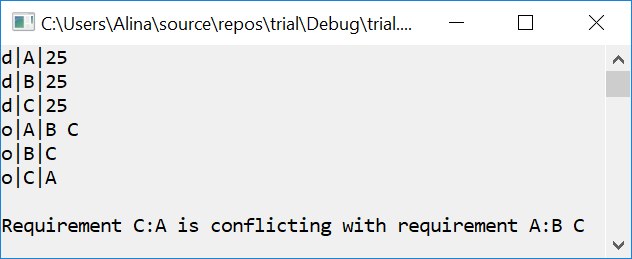 C:\Users\Alina\source\repos\trial\Debug\trial....
d|A|25
d|B|25
d|C|25
o|A|B C
o|B|C
o|C|A
Requirement C:A is conflicting with requirement A:B C